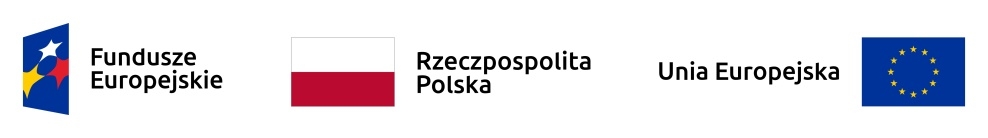 Fundusze
Europejskie
Rzeczpospolita
Polska
Unia Europejska